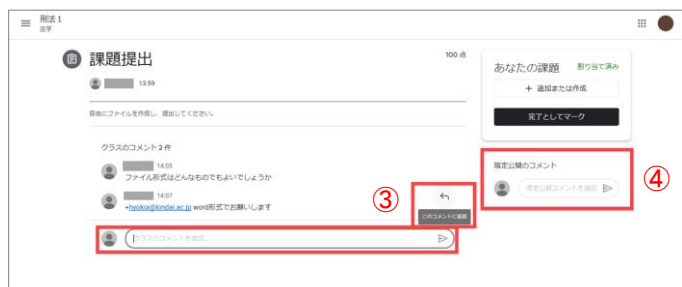 刑法1
法学
課題提出
100 点
13:59
自由にファイルを作成し、提出してください。
クラスのコメント 2 件
14:05
ファイル形式はどんなものでもよいでしょうか
14:07
+hyokoi@kindai.ac.jp word形式でお願いします
③
このコメントに返信
クラスのコメントを追加…
あなたの課題
割り当て済み
+ 追加または作成
完了としてマーク
限定公開のコメント
④
限定公開コメントを追加